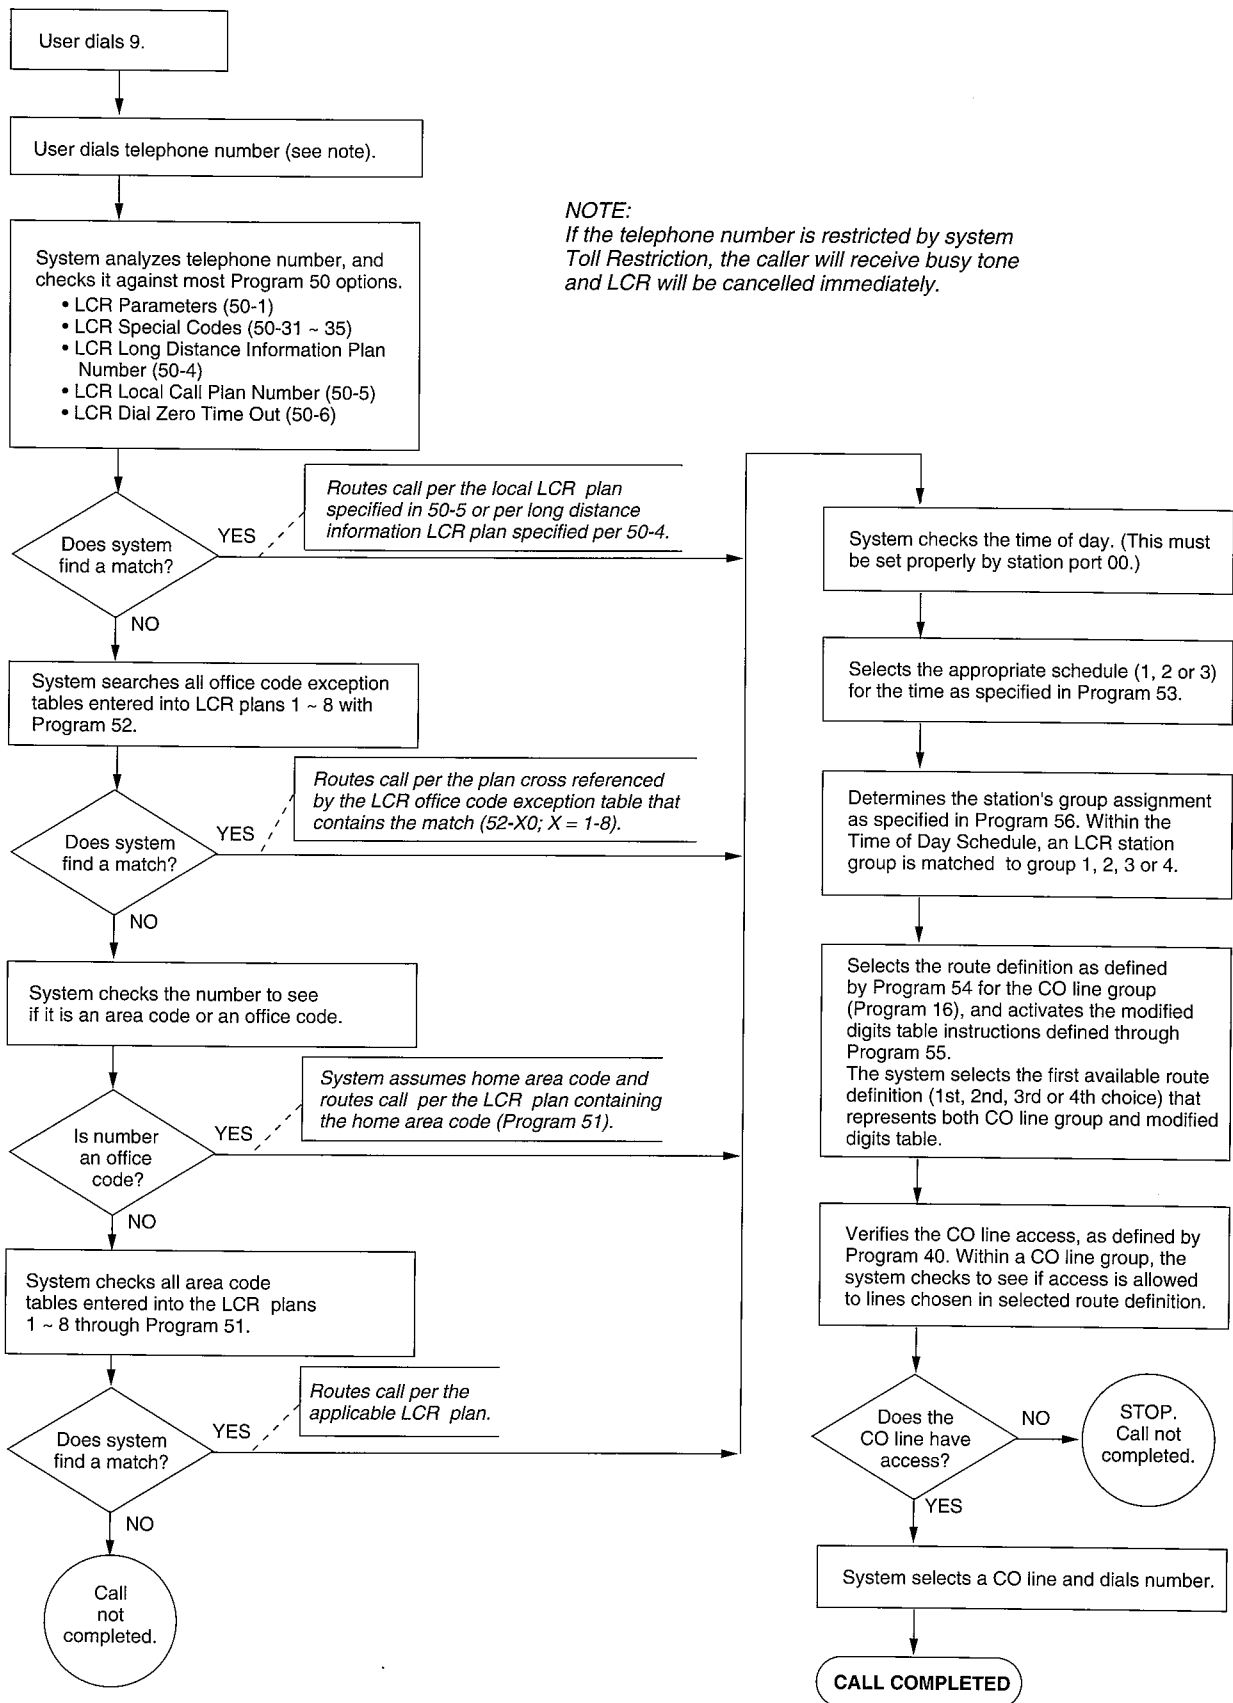 User dials 9.
User dials telephone number (see note).
NOTE:
If the telephone number is restricted by system
Toll Restriction, the caller will receive busy tone
and LCR will be cancelled immediately.
System analyzes telephone number, and
checks it against most Program 50 options.
• LCR Parameters (50-1)
• LCR Special Codes (50-31 ~ 35)
• LCR Long Distance Information Plan
Number (50-4)
• LCR Local Call Plan Number (50-5)
• LCR Dial Zero Time Out (50-6)
Does system
find a match?
YES
Routes call per the local LCR plan
specified in 50-5 or per long distance
information LCR plan specified per 50-4.
NO
System searches all office code exception
tables entered into LCR plans 1 ~ 8 with
Program 52.
Does system
find a match?
YES
Routes call per the plan cross referenced
by the LCR office code exception table that
contains the match (52-X0; X = 1-8).
NO
System checks the number to see
if it is an area code or an office code.
Is number
an office
code?
YES
System assumes home area code and
routes call per the LCR plan containing
the home area code (Program 51).
NO
System checks all area code
tables entered into the LCR plans
1 ~ 8 through Program 51.
Does system
find a match?
YES
Routes call per the
applicable LCR plan.
NO
Call
not
completed.
System checks the time of day. (This must
be set properly by station port 00.)
Selects the appropriate schedule (1, 2 or 3)
for the time as specified in Program 53.
Determines the station's group assignment
as specified in Program 56. Within the
Time of Day Schedule, an LCR station
group is matched to group 1, 2, 3 or 4.
Selects the route definition as defined
by Program 54 for the CO line group
(Program 16), and activates the modified
digits table instructions defined through
Program 55.
The system selects the first available route
definition (1st, 2nd, 3rd or 4th choice) that
represents both CO line group and modified
digits table.
Verifies the CO line access, as defined by
Program 40. Within a CO line group, the
system checks to see if access is allowed
to lines chosen in selected route definition.
Does the
CO line have
access?
NO
STOP.
Call not
completed.
YES
System selects a CO line and dials number.
CALL COMPLETED